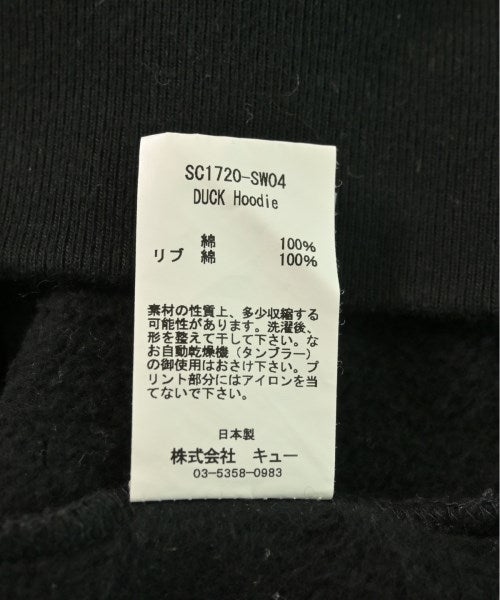 SC1720-SW04
DUCK Hoodie
綿 100%
リブ 綿 100%
素材の性質上、多少収縮する
可能性があります。洗濯後、
形を整えて干して下さい。な
お自動乾燥機（タンブラー）
の御使用はおさけ下さい。プ
リント部分にはアイロンを当
てないで下さい。
日本製
株式会社 キュー
03-5358-0983